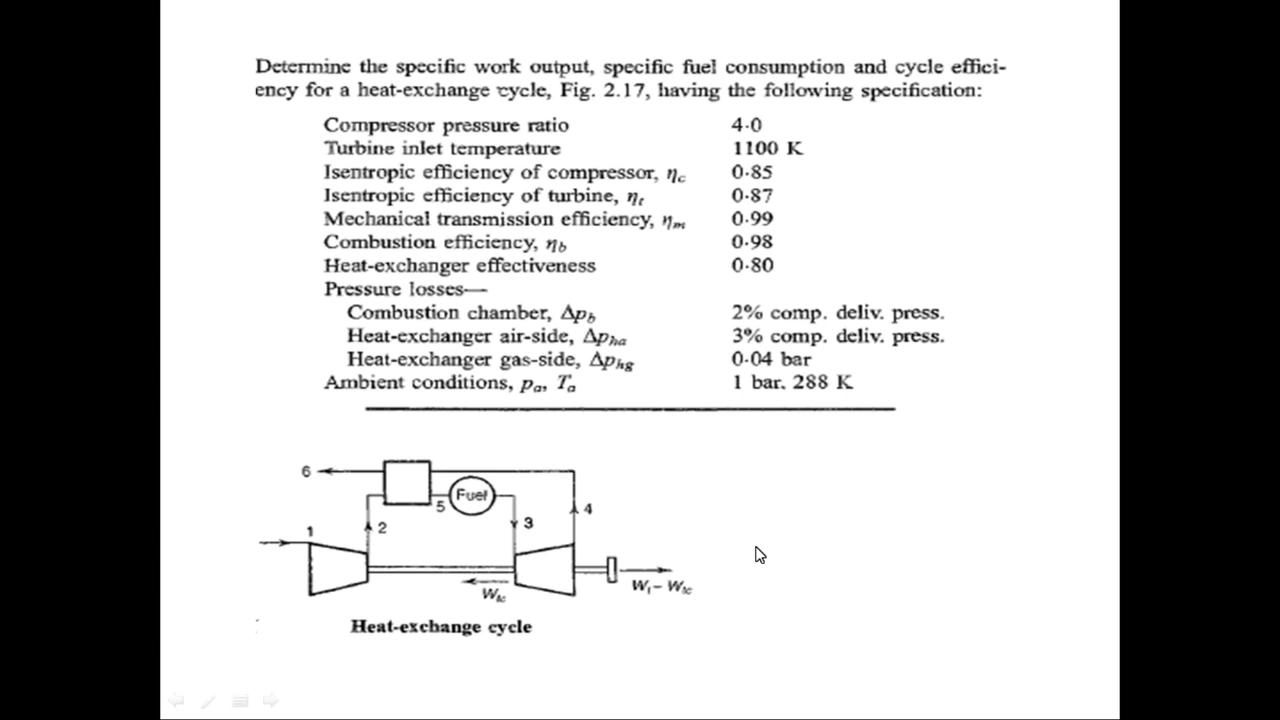 Determine the specific work output, specific fuel consumption and cycle effici-
ency for a heat-exchange cycle, Fig. 2.17, having the following specification:
Compressor pressure ratio 4·0
Turbine inlet temperature 1100 K
Isentropic efficiency of compressor, ηc 0·85
Isentropic efficiency of turbine, ηt 0·87
Mechanical transmission efficiency, ηm 0·99
Combustion efficiency, ηb 0·98
Heat-exchanger effectiveness 0·80
Pressure losses—
Combustion chamber, Δpb 2% comp. deliv. press.
Heat-exchanger air-side, Δpha 3% comp. deliv. press.
Heat-exchanger gas-side, Δphg 0·04 bar
Ambient conditions, pa, Ta 1 bar. 288 K
6
Fuel
5
4
1
2
3
Wtc
Wt – Wtc
Heat-exchange cycle